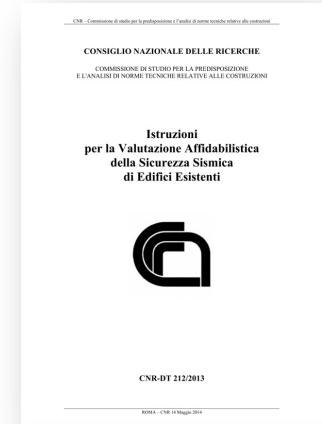 CNR – Commissione di studio per la predisposizione e l'analisi di norme tecniche relative alle costruzioni
CONSIGLIO NAZIONALE DELLE RICERCHE
COMMISSIONE DI STUDIO PER LA PREDISPOSIZIONE
E L'ANALISI DI NORME TECNICHE RELATIVE ALLE COSTRUZIONI
Istruzioni
per la Valutazione Affidabilistica
della Sicurezza Sismica
di Edifici Esistenti
CNR-DT 212/2013
ROMA – CNR 14 Maggio 2014